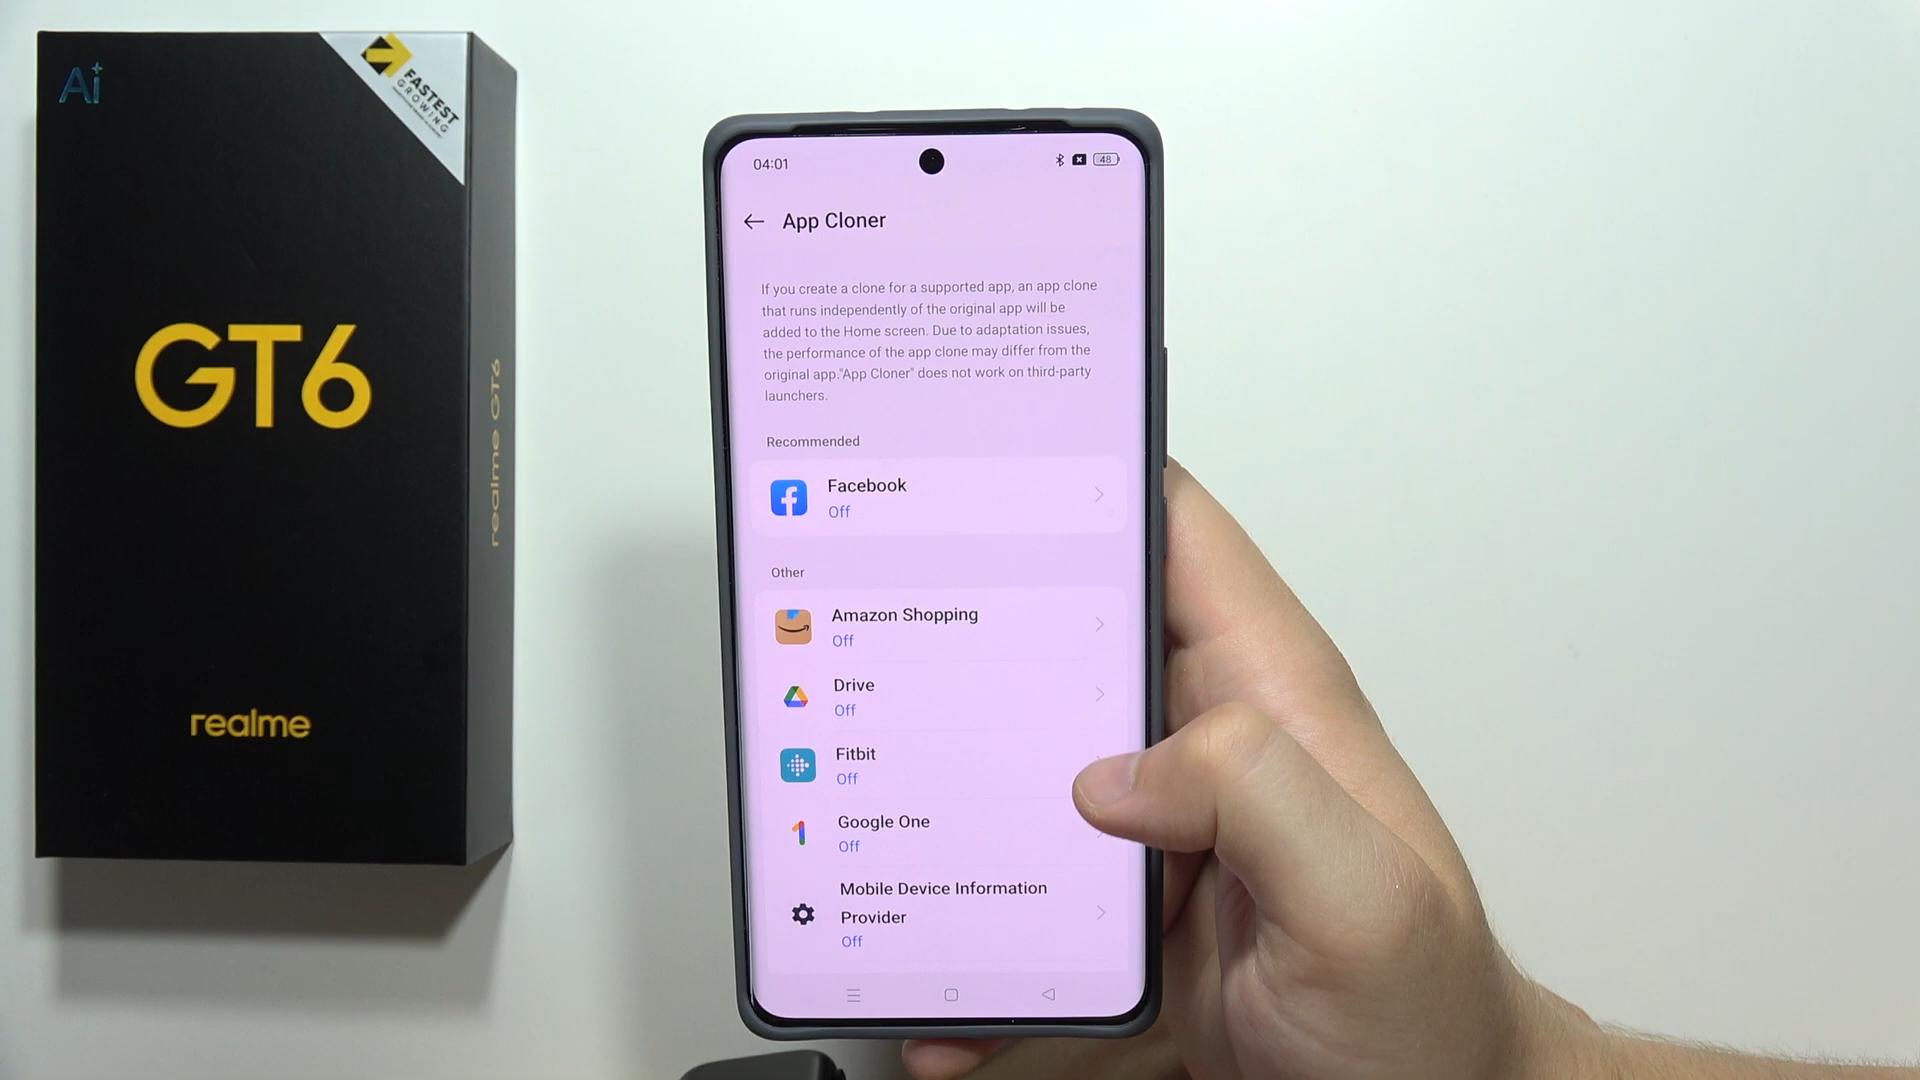 Ai
FASTEST
GROWING
GT6
realme
realme GT6
04:01
48
App Cloner
If you create a clone for a supported app, an app clone
that runs independently of the original app will be
added to the Home screen. Due to adaptation issues,
the performance of the app clone may differ from the
original app."App Cloner" does not work on third-party
launchers.
Recommended
Facebook
Off
Other
Amazon Shopping
Off
Drive
Off
Fitbit
Off
Google One
Off
Mobile Device Information
Provider
Off